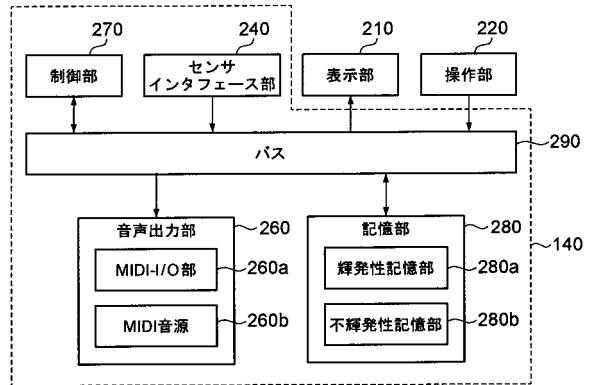 270
240
210
220
制御部
センサ
インタフェース部
表示部
操作部
バス
290
音声出力部
260
MIDI-I/O部
260a
MIDI音源
260b
記憶部
280
輝発性記憶部
280a
不輝発性記憶部
280b
140